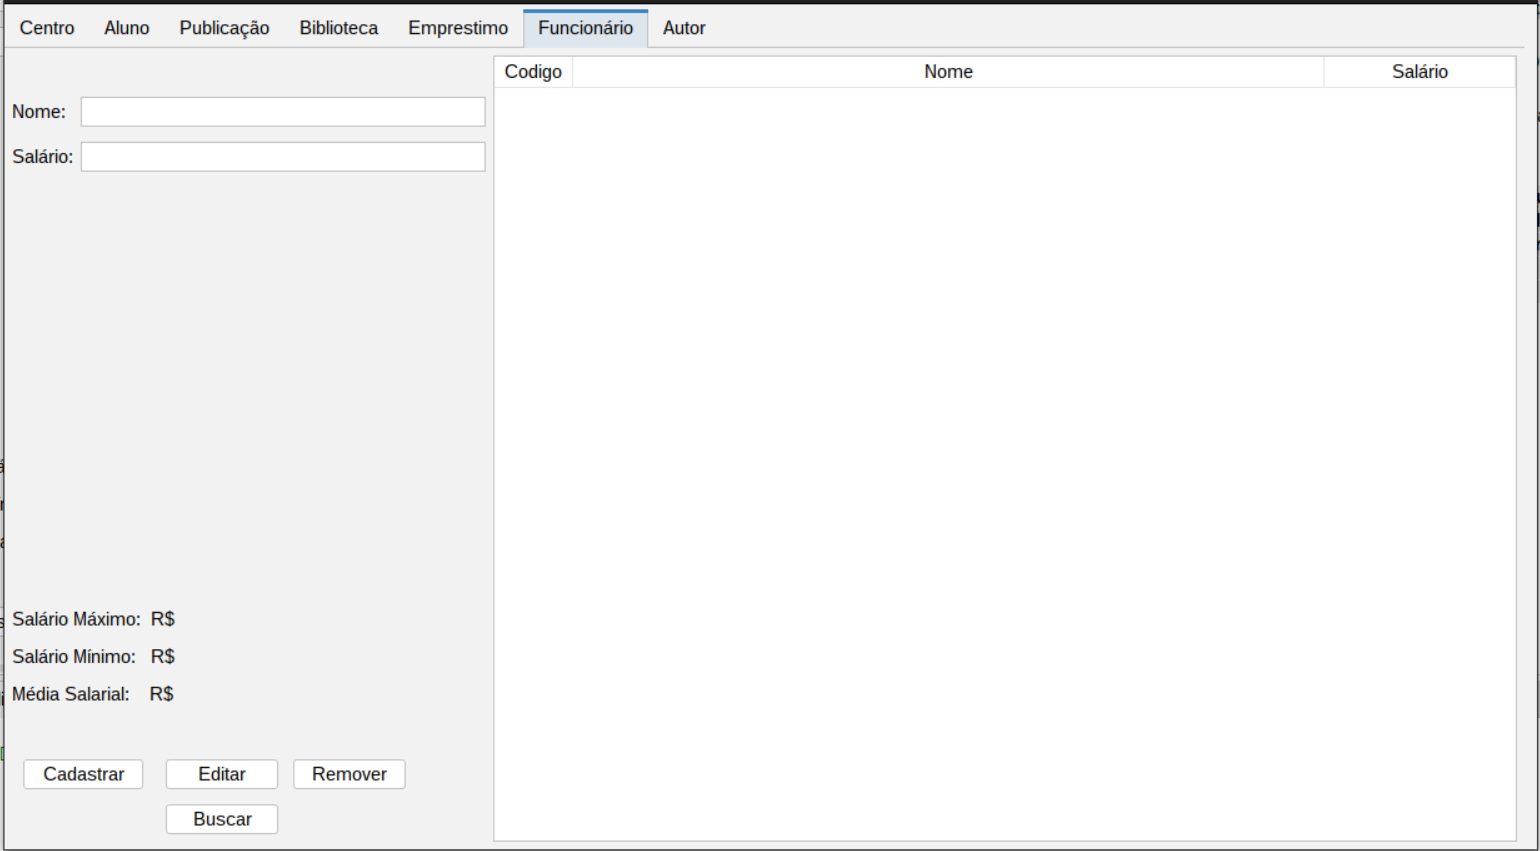 Centro Aluno Publicação Biblioteca Emprestimo Funcionário Autor
Codigo Nome Salário
Nome:
Salário:
Salário Máximo: R$
Salário Mínimo: R$
Média Salarial: R$
Cadastrar Editar Remover
Buscar